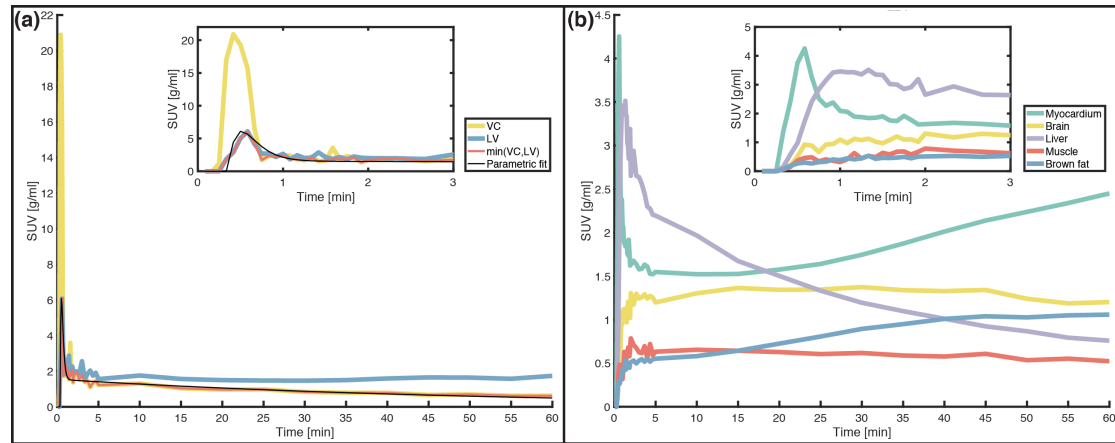 (a)
SUV [g/ml]
22
20
18
16
14
12
10
8
6
4
2
0
0 5 10 15 20 25 30 35 40 45 50 55 60
Time [min]
SUV [g/ml]
20
15
10
5
0
0 1 2 3
Time [min]
VC
LV
min(VC,LV)
Parametric fit
(b)
SUV [g/ml]
4.5
4
3.5
3
2.5
2
1.5
1
0.5
0
0 5 10 15 20 25 30 35 40 45 50 55 60
Time [min]
SUV [g/ml]
5
4
3
2
1
0
0 1 2 3
Time [min]
Myocardium
Brain
Liver
Muscle
Brown fat